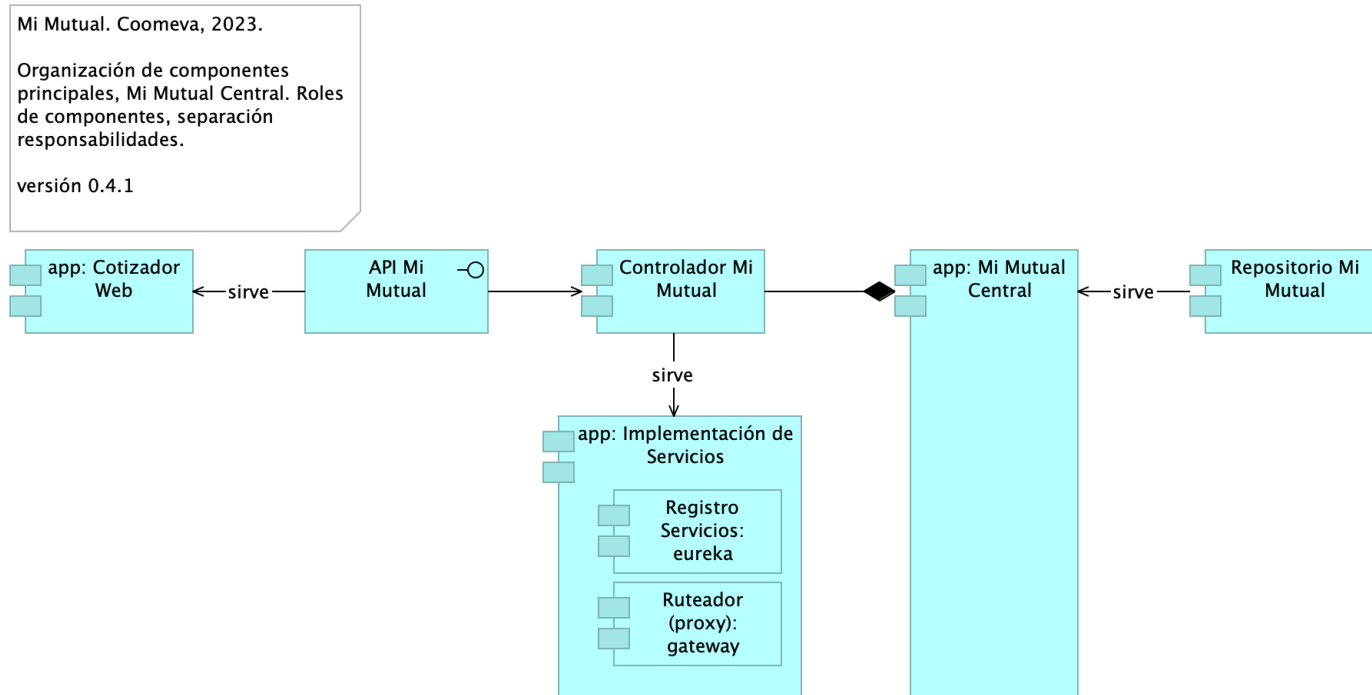 Mi Mutual. Coomeva, 2023.
Organización de componentes
principales, Mi Mutual Central. Roles
de componentes, separación
responsabilidades.
versión 0.4.1
app: Cotizador
Web
sirve
API Mi
Mutual
Controlador Mi
Mutual
app: Mi Mutual
Central
sirve
Repositorio Mi
Mutual
sirve
app: Implementación de
Servicios
Registro
Servicios:
eureka
Ruteador
(proxy):
gateway